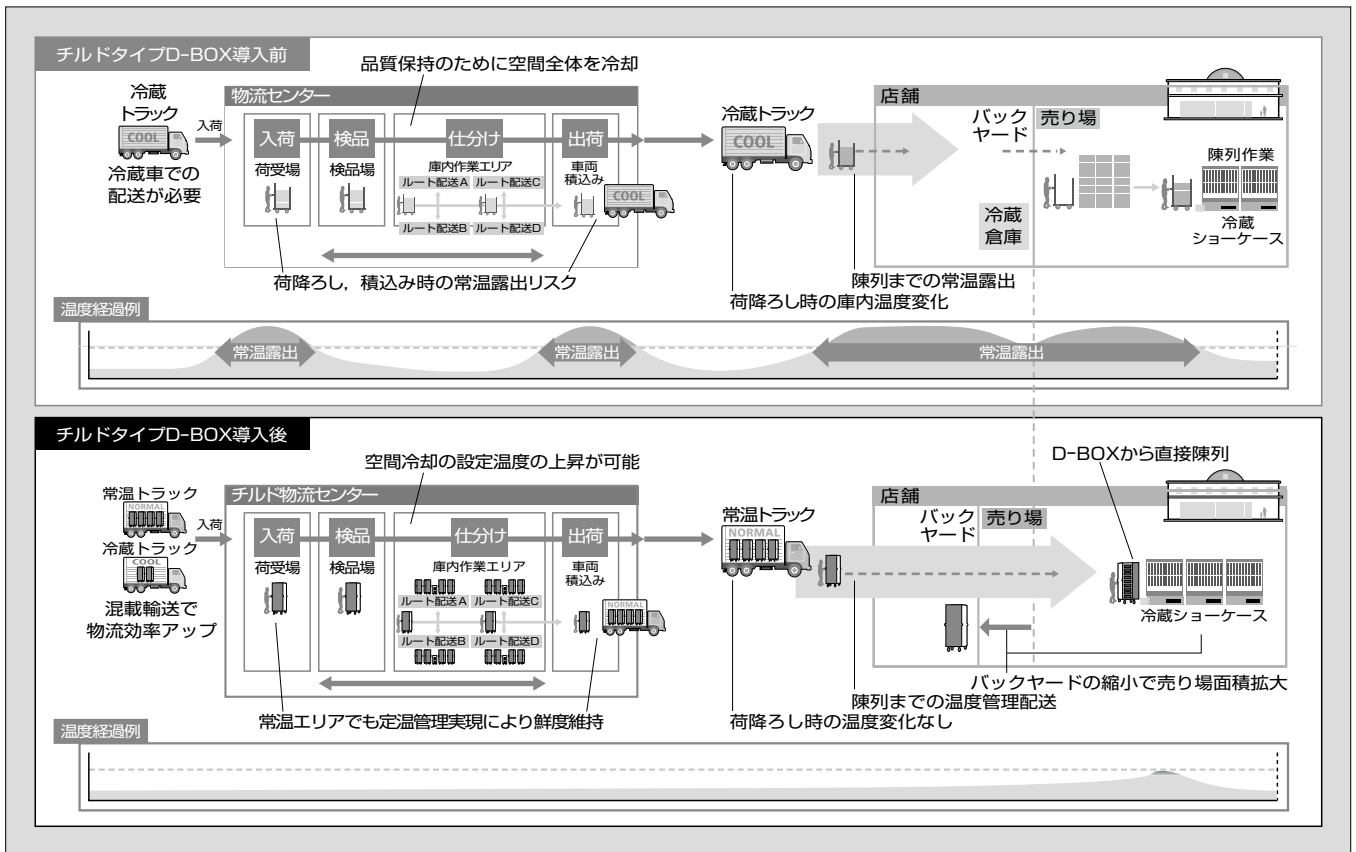 チルドタイプD-BOX導入前
品質保持のために空間全体を冷却
冷蔵
トラック
COOL
冷蔵車での
配送が必要
入荷
物流センター
入荷
検品
仕分け
出荷
荷受場
検品場
庫内作業エリア
車両
積込み
ルート配送A
ルート配送C
ルート配送B
ルート配送D
COOL
荷降ろし，積込み時の常温露出リスク
冷蔵トラック
COOL
店舗
バック
ヤード
売り場
陳列作業
冷蔵
倉庫
冷蔵
ショーケース
陳列までの常温露出
荷降ろし時の庫内温度変化
温度経過例
常温露出
常温露出
常温露出
チルドタイプD-BOX導入後
空間冷却の設定温度の上昇が可能
常温トラック
NORMAL
冷蔵トラック
COOL
混載輸送で
物流効率アップ
入荷
チルド物流センター
入荷
検品
仕分け
出荷
荷受場
検品場
庫内作業エリア
車両
積込み
ルート配送A
ルート配送C
ルート配送B
ルート配送D
NORMAL
常温エリアでも定温管理実現により鮮度維持
常温トラック
NORMAL
D-BOXから直接陳列
店舗
バック
ヤード
売り場
冷蔵ショーケース
バックヤードの縮小で売り場面積拡大
陳列までの温度管理配送
荷降ろし時の温度変化なし
温度経過例